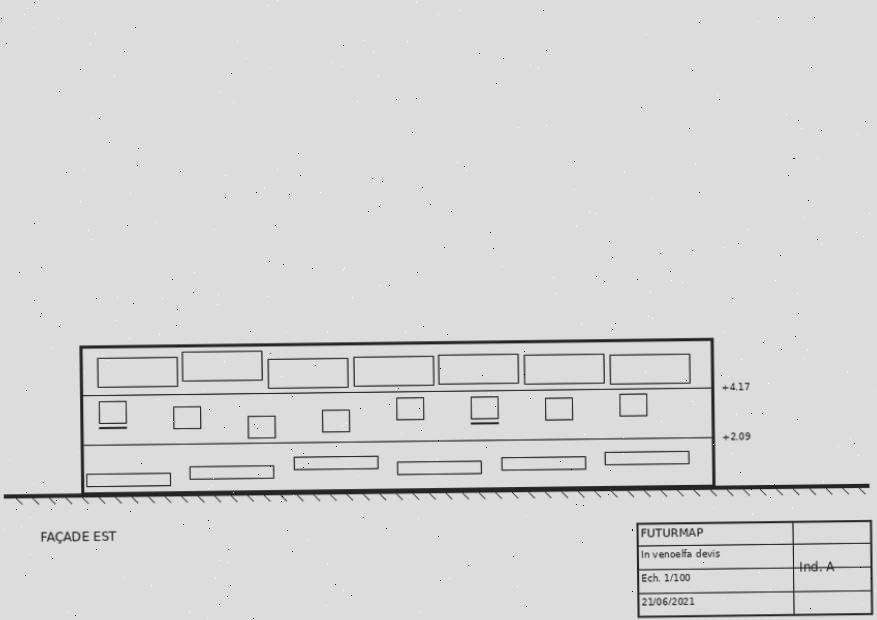 +4.17
+2.09
FAÇADE EST
FUTURMAP
In venoelfa devis
Ind. A
Ech. 1/100
21/06/2021